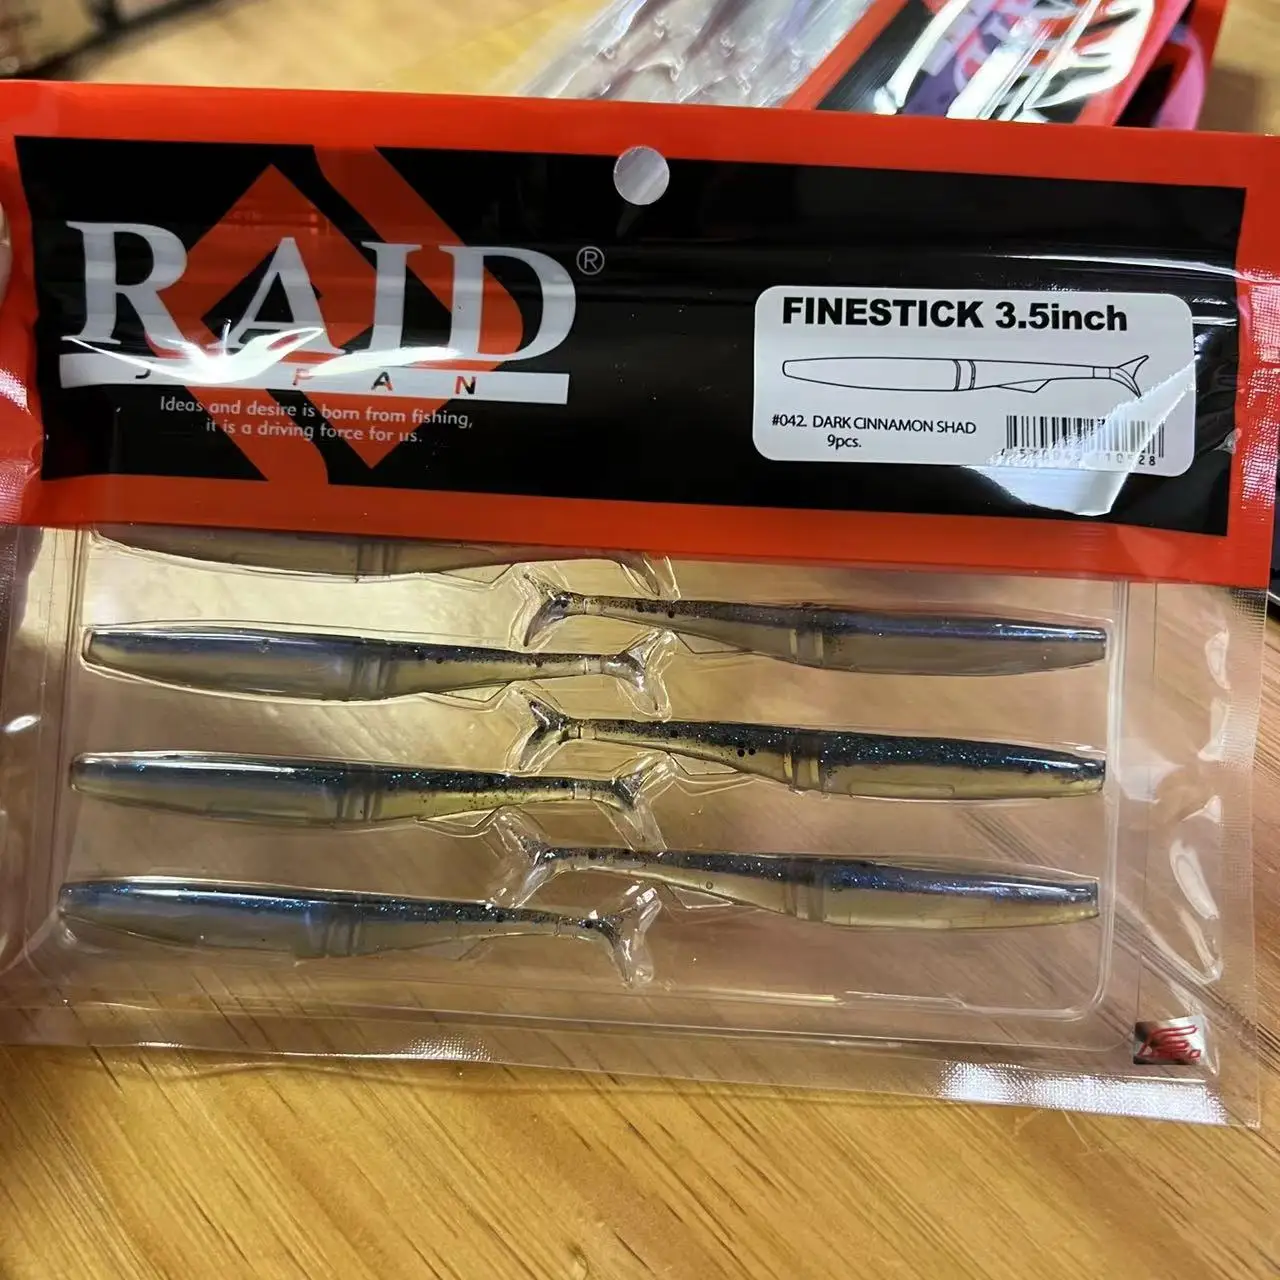 RAID®
JAPAN
Ideas and desire is born from fishing,
it is a driving force for us.
FINESTICK 3.5inch
#042. DARK CINNAMON SHAD
9pcs.